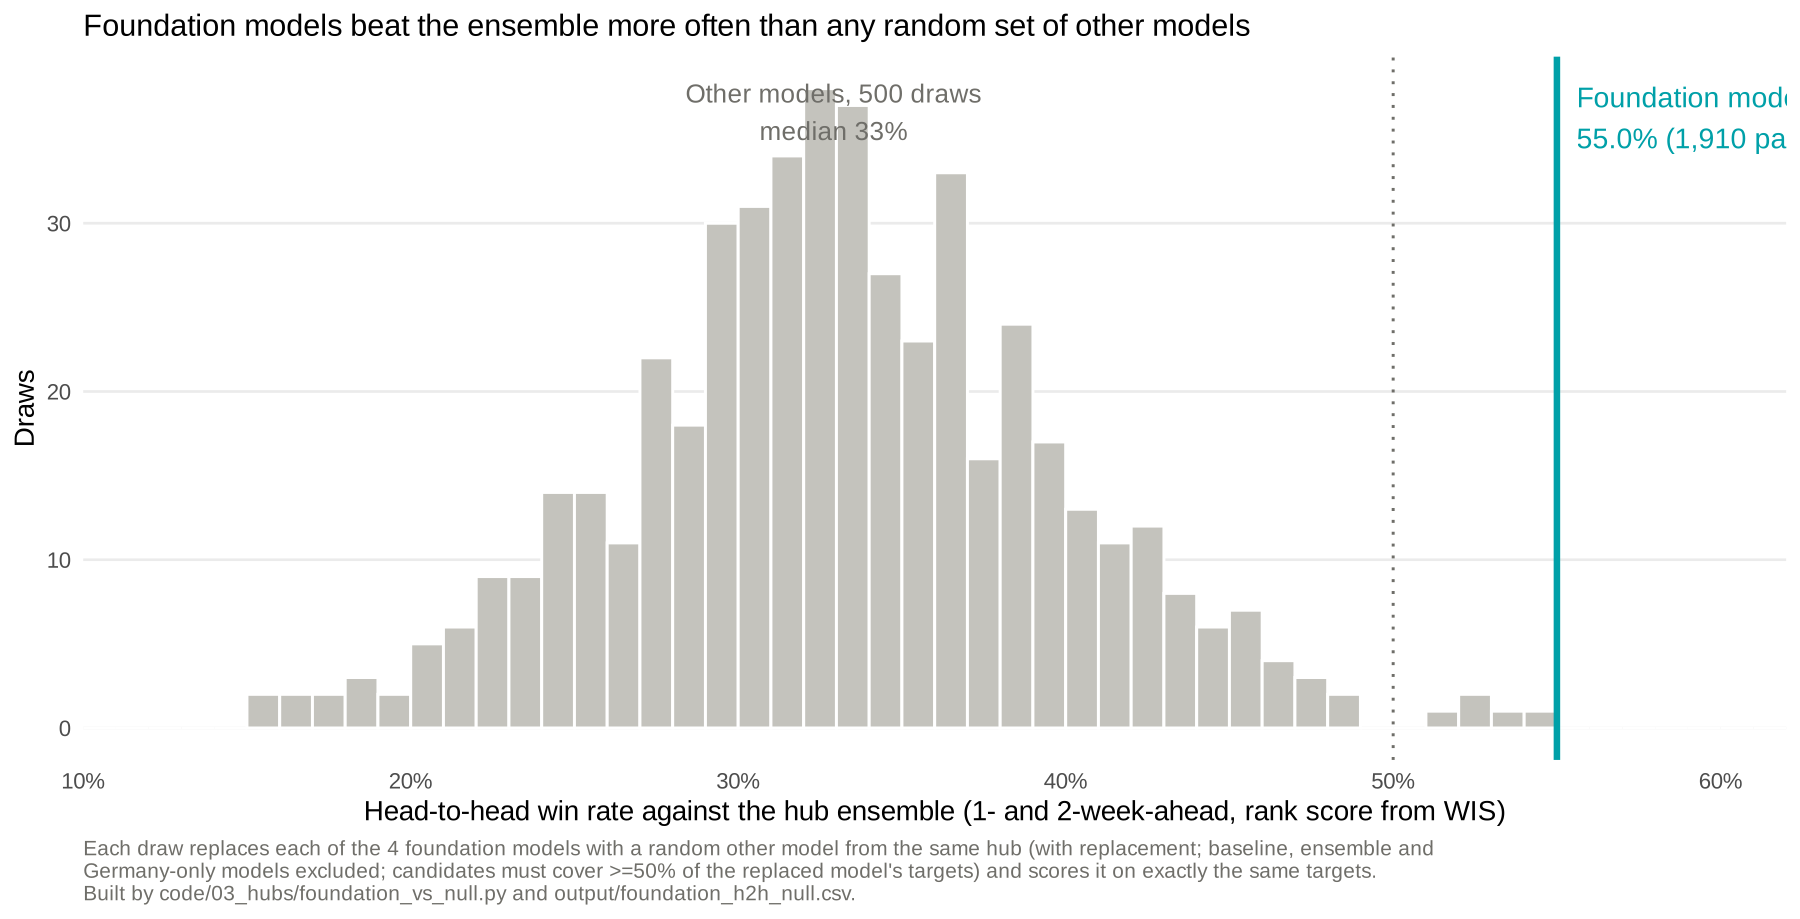 Foundation models beat the ensemble more often than any random set of other models
Other models, 500 draws
median 33%
Foundation
55.0% (1,910
Draws
30
20
10
0
10%
20%
30%
40%
50%
60%
Head-to-head win rate against the hub ensemble (1- and 2-week-ahead, rank score from WIS)
Each draw replaces each of the 4 foundation models with a random other model from the same hub (with replacement; baseline, ensemble and
Germany-only models excluded; candidates must cover >=50% of the replaced model's targets) and scores it on exactly the same targets.
Built by code/03_hubs/foundation_vs_null.py and output/foundation_h2h_null.csv.